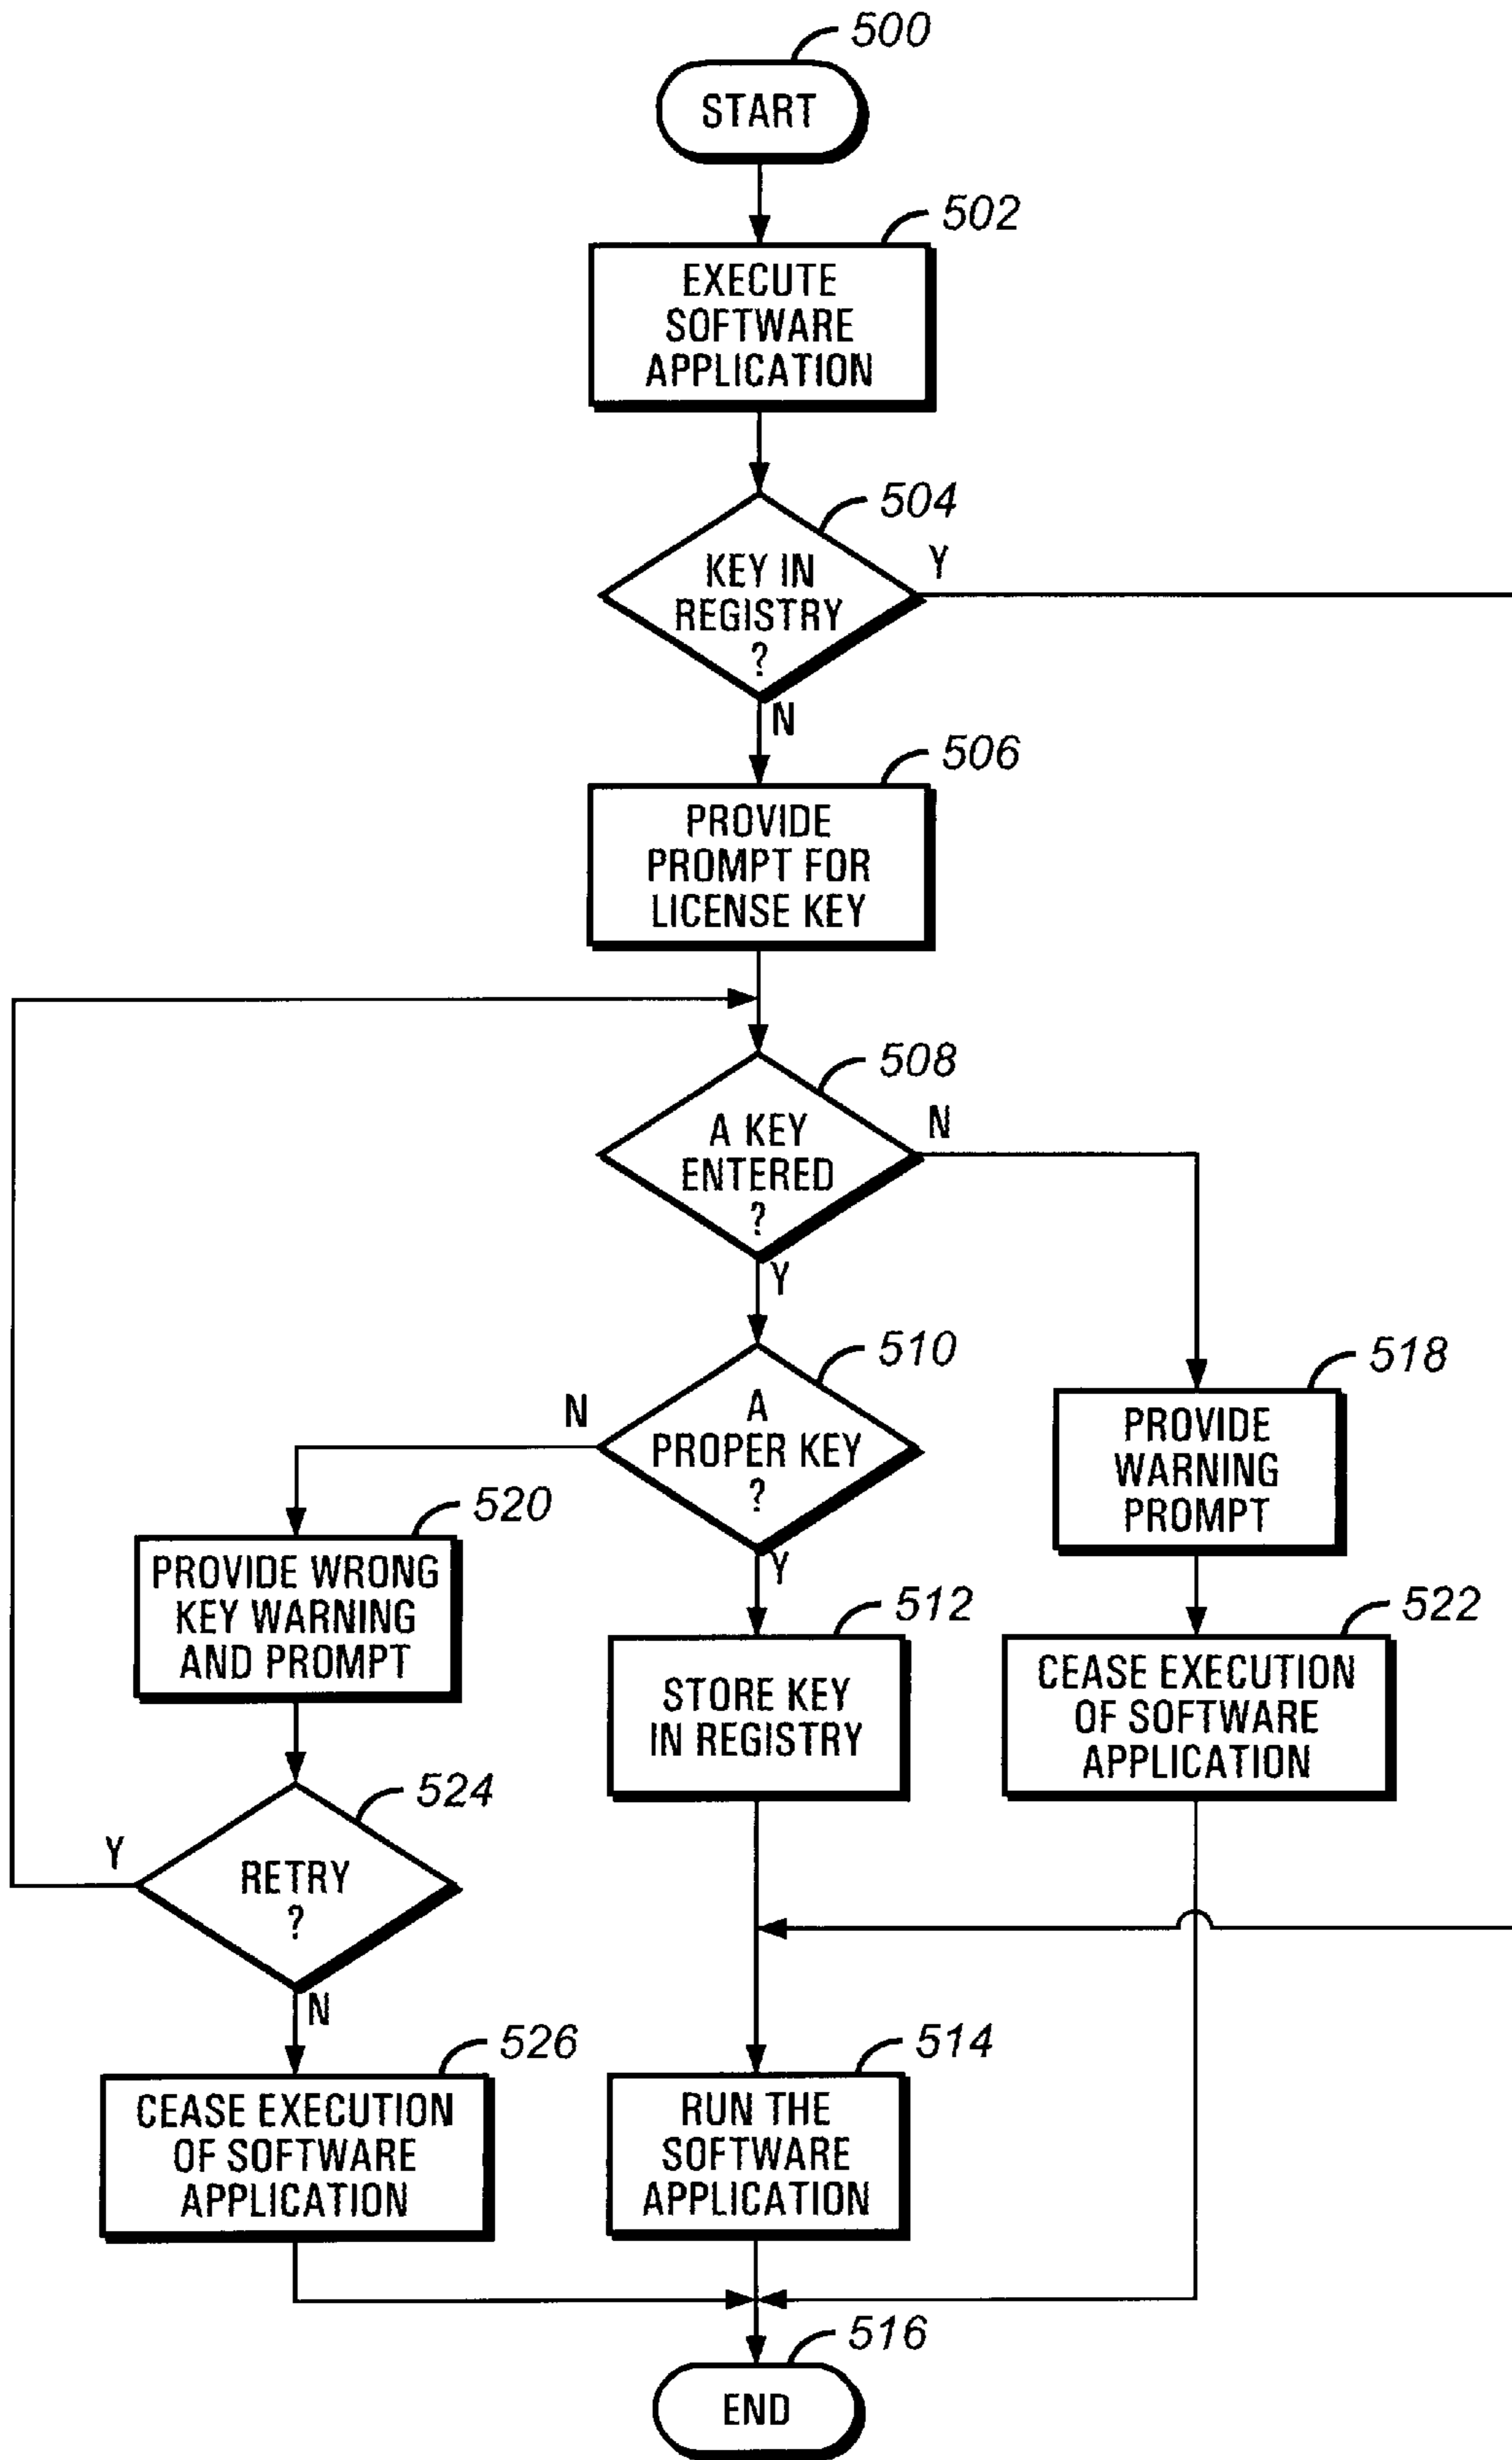 500
START
502
EXECUTE
SOFTWARE
APPLICATION
504
KEY IN
REGISTRY
?
Y
N
506
PROVIDE
PROMPT FOR
LICENSE KEY
508
A KEY
ENTERED
?
N
Y
510
A
PROPER KEY
?
N
Y
518
PROVIDE
WARNING
PROMPT
520
PROVIDE WRONG
KEY WARNING
AND PROMPT
512
STORE KEY
IN REGISTRY
522
CEASE EXECUTION
OF SOFTWARE
APPLICATION
524
RETRY
?
Y
N
526
CEASE EXECUTION
OF SOFTWARE
APPLICATION
514
RUN THE
SOFTWARE
APPLICATION
516
END